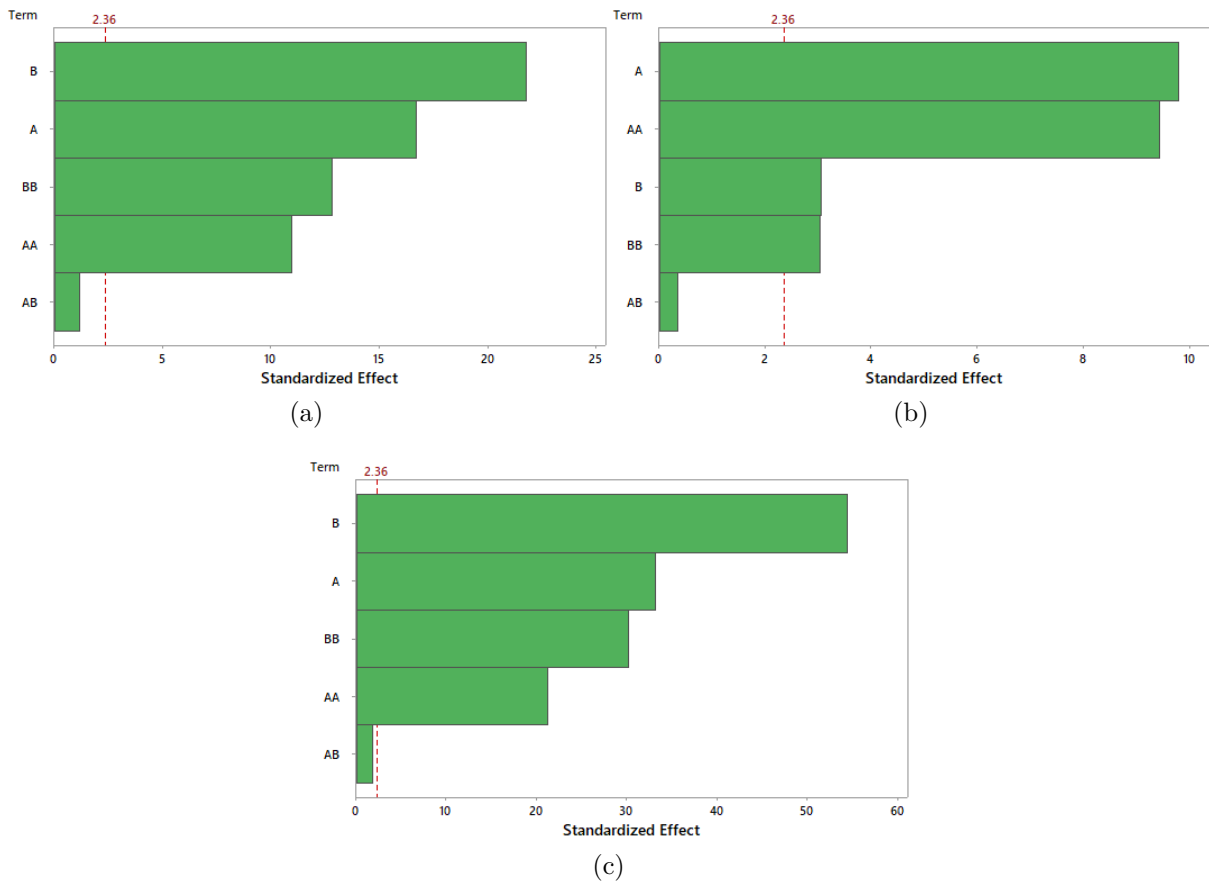 Term
2.36
B
A
BB
AA
AB
0 5 10 15 20 25
Standardized Effect
(a)
Term
2.36
A
AA
B
BB
AB
0 2 4 6 8 10
Standardized Effect
(b)
Term
2.36
B
A
BB
AA
AB
0 10 20 30 40 50 60
Standardized Effect
(c)